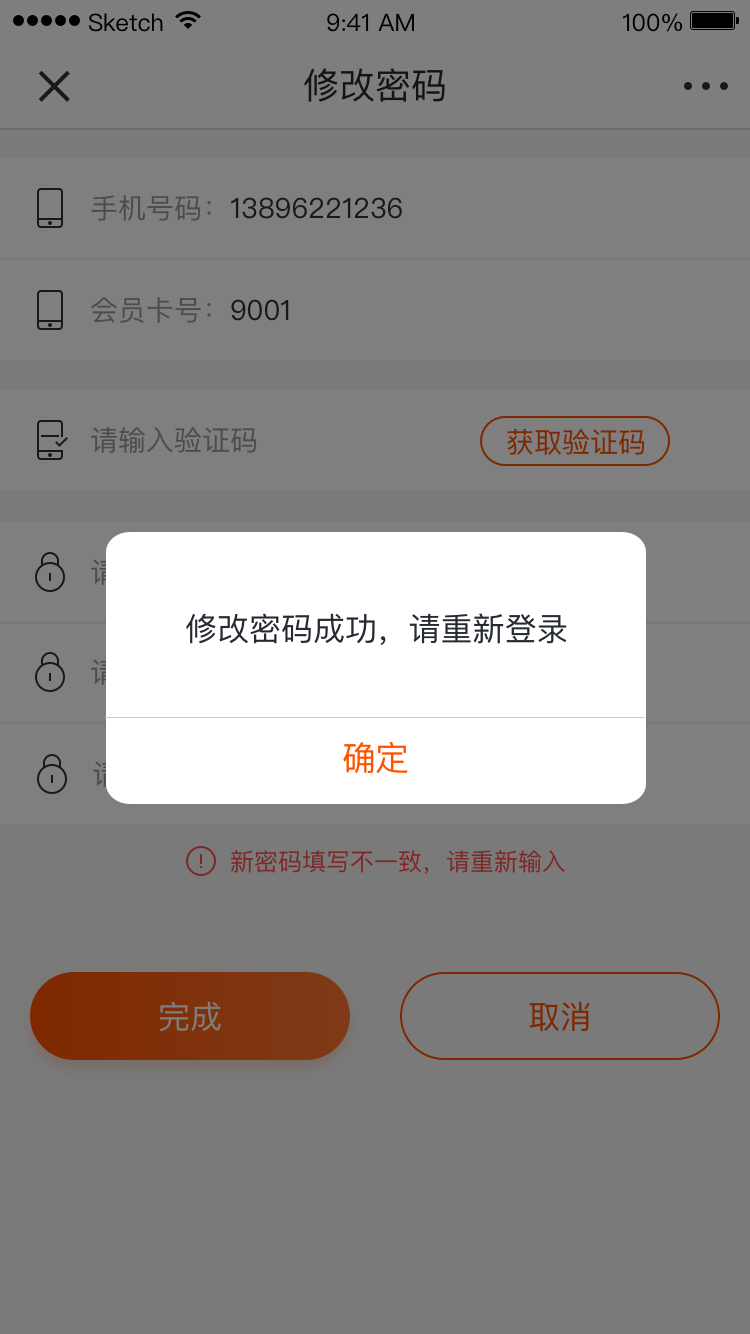 Sketch 9:41 AM 100%
修改密码
手机号码： 13896221236
会员卡号： 9001
请输入验证码 获取验证码
请
请
修改密码成功，请重新登录
确定
新密码填写不一致，请重新输入
完成 取消